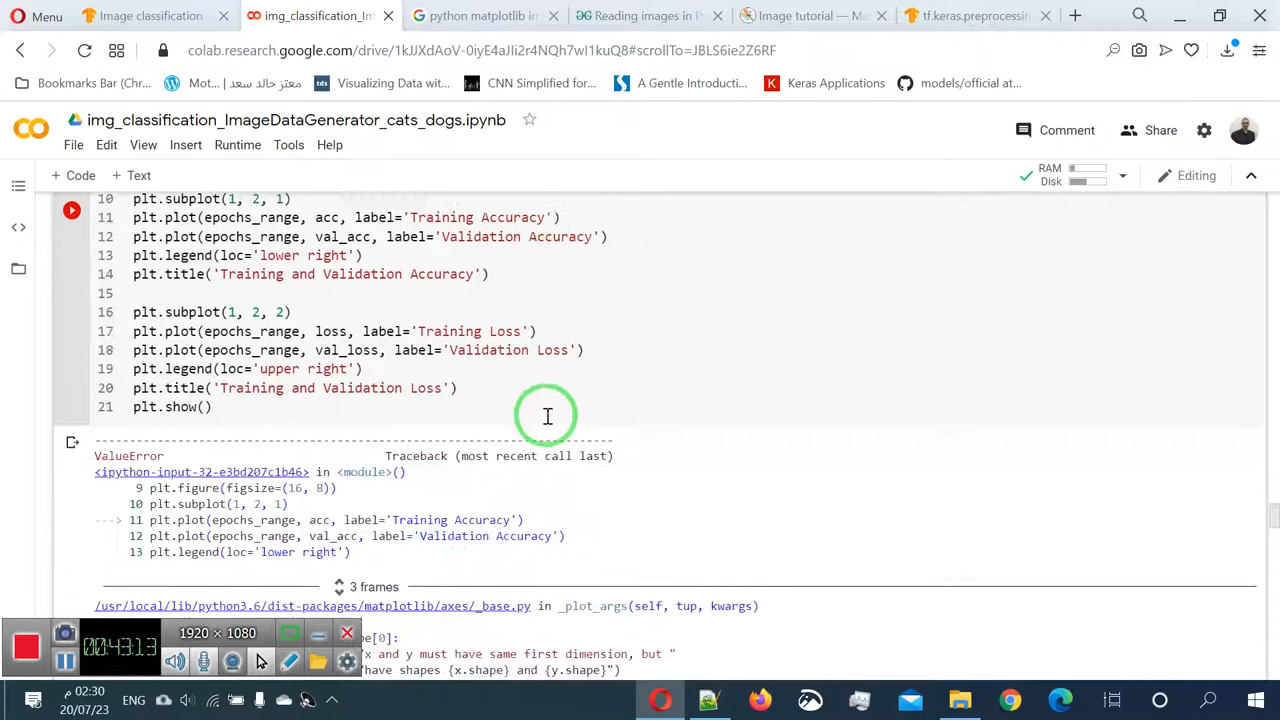 Menu
Image classification
img_classification_Im
python matplotlib im
Reading images in P
Image tutorial — M
tf.keras.preprocessin
colab.research.google.com/drive/1kJJXdAoV-0iyE4aJIi2r4NQh7wI1kuQ8#scrollTo=JBLS6ie2Z6RF
Bookmarks Bar (Chr...
Mot... | معتز خالد سعد
tds Visualizing Data wit...
CNN Simplified for...
A Gentle Introducti...
K Keras Applications
models/official at...
img_classification_ImageDataGenerator_cats_dogs.ipynb
Comment
Share
File Edit View Insert Runtime Tools Help
+ Code + Text
RAM
Disk
Editing
10 plt.subplot(1, 2, 1)
11 plt.plot(epochs_range, acc, label='Training Accuracy')
12 plt.plot(epochs_range, val_acc, label='Validation Accuracy')
13 plt.legend(loc='lower right')
14 plt.title('Training and Validation Accuracy')
15
16 plt.subplot(1, 2, 2)
17 plt.plot(epochs_range, loss, label='Training Loss')
18 plt.plot(epochs_range, val_loss, label='Validation Loss')
19 plt.legend(loc='upper right')
20 plt.title('Training and Validation Loss')
21 plt.show()
---------------------------------------------------------------------------
ValueError Traceback (most recent call last)
<ipython-input-32-e3bd207c1b46> in <module>()
9 plt.figure(figsize=(16, 8))
10 plt.subplot(1, 2, 1)
---> 11 plt.plot(epochs_range, acc, label='Training Accuracy')
12 plt.plot(epochs_range, val_acc, label='Validation Accuracy')
13 plt.legend(loc='lower right')
3 frames
/usr/local/lib/python3.6/dist-packages/matplotlib/axes/_base.py in _plot_args(self, tup, kwargs)
pe[0]:
"x and y must have same first dimension, but "
"have shapes {x.shape} and {y.shape}")
00:43:13
1920 × 1080
ENG
02:30 م
20/07/23